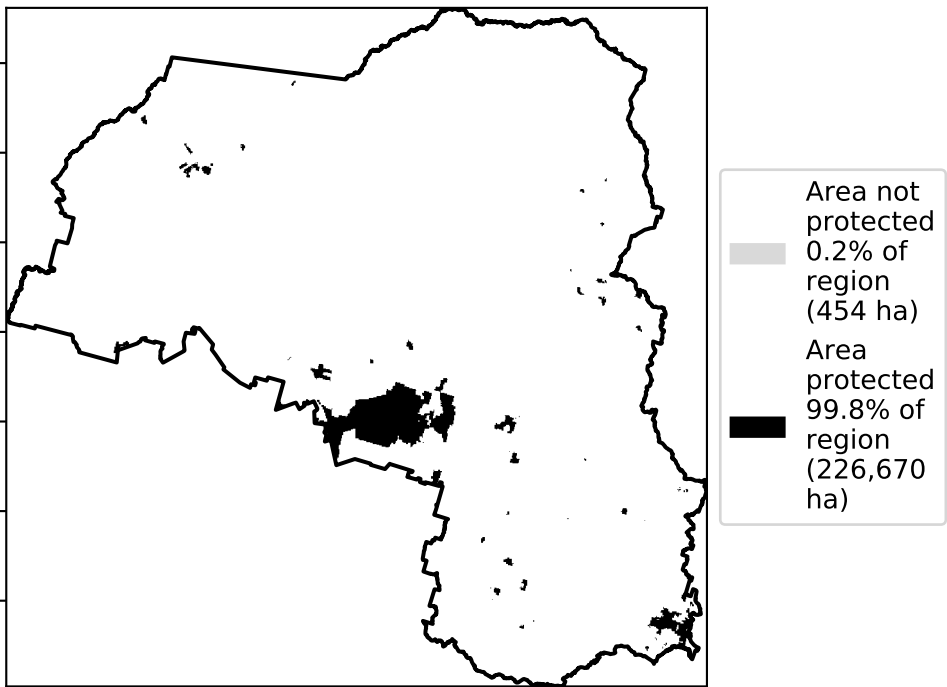 Area not
protected
0.2% of
region
(454 ha)
Area
protected
99.8% of
region
(226,670
ha)